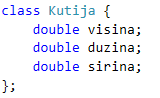 class Kutija {
    double visina;
    double duzina;
    double sirina;
};